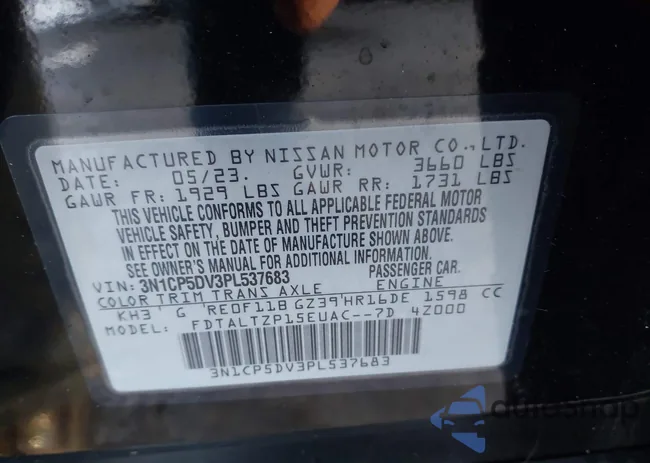 MANUFACTURED BY NISSAN MOTOR CO.,LTD.
DATE: 05/23. GVWR: 3660 LBS
GAWR FR: 1929 LBS GAWR RR: 1731 LBS
THIS VEHICLE CONFORMS TO ALL APPLICABLE FEDERAL MOTOR
VEHICLE SAFETY, BUMPER AND THEFT PREVENTION STANDARDS
IN EFFECT ON THE DATE OF MANUFACTURE SHOWN ABOVE.
SEE OWNER'S MANUAL FOR ADDITIONAL INFORMATION.
VIN: 3N1CP5DV3PL537683 PASSENGER CAR.
COLOR TRIM TRANS AXLE ENGINE
KH3 G RE0F11B GZ39 HR16DE 1598 CC
MODEL: FDTALTZP15EUAC--7D 4Z000
3N1CP5DV3PL537683
autoshop